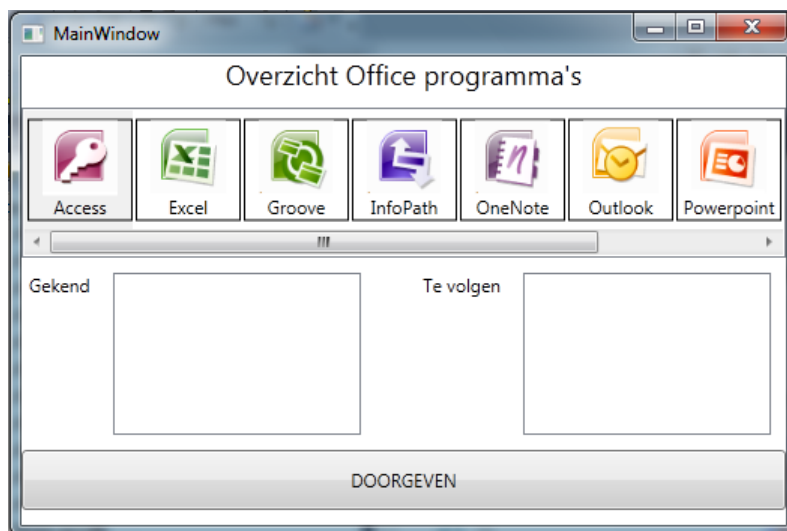 MainWindow
Overzicht Office programma's
Access Excel Groove InfoPath OneNote Outlook Powerpoint
Gekend Te volgen
DOORGEVEN